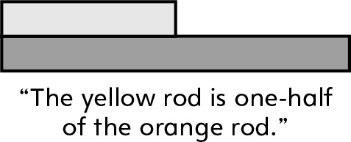 “The yellow rod is one-half
of the orange rod.”